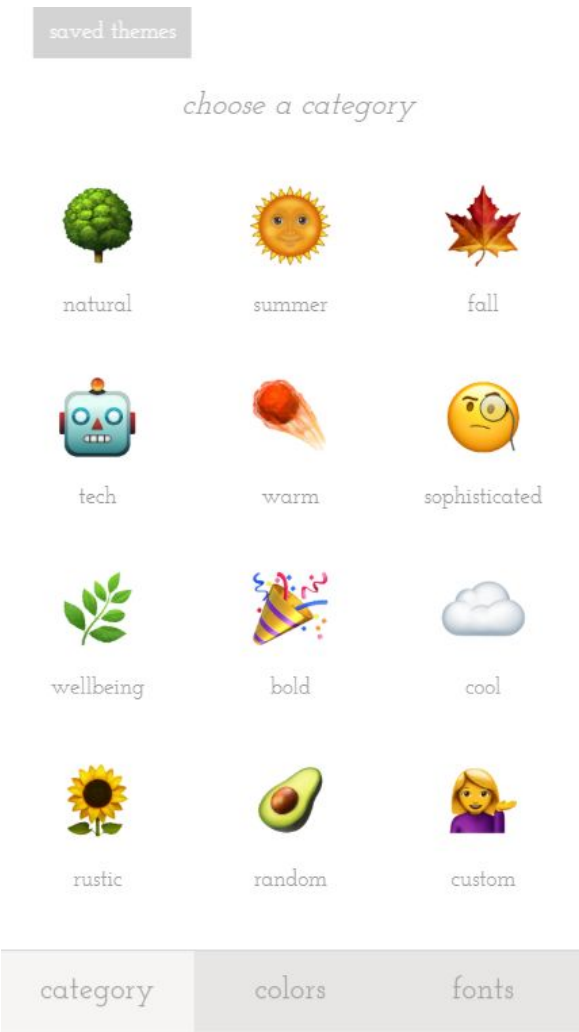 saved themes
choose a category
natural summer fall
tech warm sophisticated
wellbeing bold cool
rustic random custom
category colors fonts